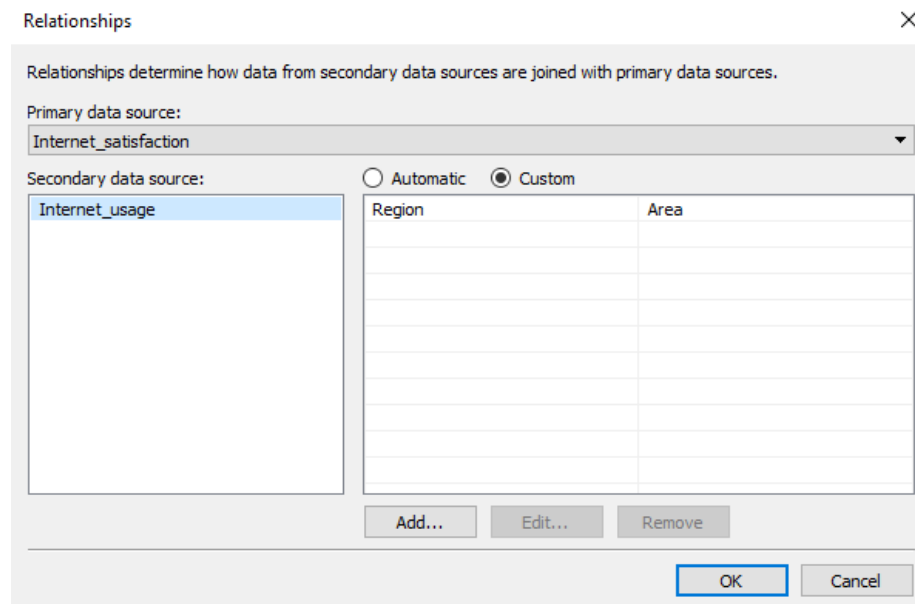 Relationships
Relationships determine how data from secondary data sources are joined with primary data sources.
Primary data source:
Internet_satisfaction
Secondary data source:
Automatic Custom
Internet_usage
Region Area
Add... Edit... Remove
OK Cancel